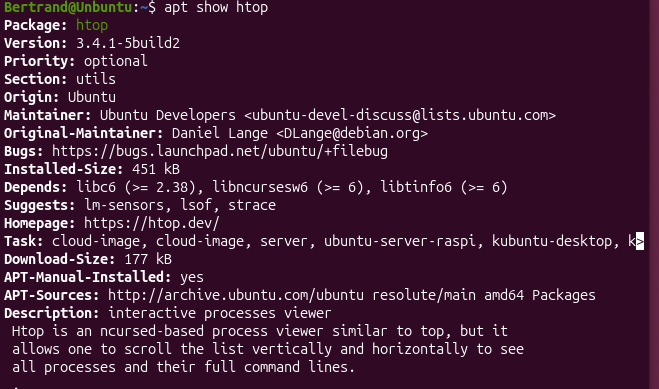 Bertrand@Unbuntu:~$ apt show htop
Package: htop
Version: 3.4.1-5build2
Priority: optional
Section: utils
Origin: Ubuntu
Maintainer: Ubuntu Developers <ubuntu-devel-discuss@lists.ubuntu.com>
Original-Maintainer: Daniel Lange <DLange@debian.org>
Bugs: https://bugs.launchpad.net/ubuntu/+filebug
Installed-Size: 451 kB
Depends: libc6 (>= 2.38), libncursesw6 (>= 6), libtinfo6 (>= 6)
Suggests: lm-sensors, lsof, strace
Homepage: https://htop.dev/
Task: cloud-image, cloud-image, server, ubuntu-server-raspi, kubuntu-desktop, k>
Download-Size: 177 kB
APT-Manual-Installed: yes
APT-Sources: http://archive.ubuntu.com/ubuntu resolute/main amd64 Packages
Description: interactive processes viewer
 Htop is an ncursed-based process viewer similar to top, but it
 allows one to scroll the list vertically and horizontally to see
 all processes and their full command lines.
 .